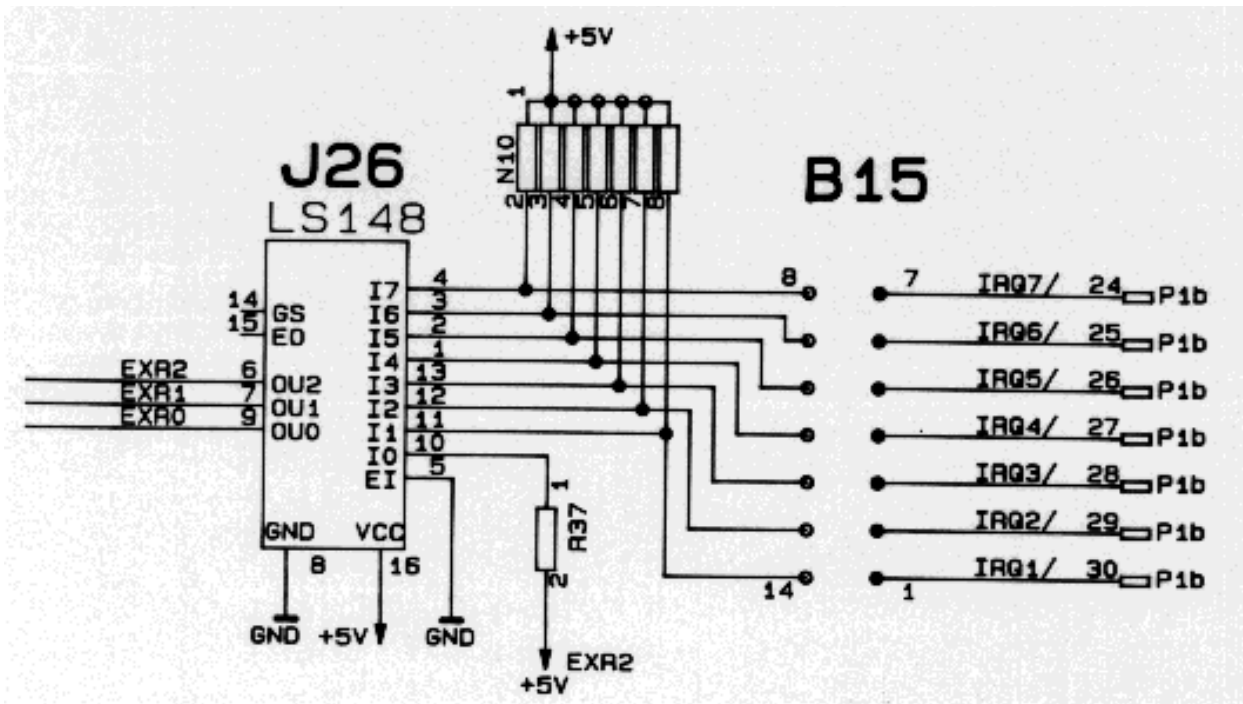 +5V
1
N10
2 3 4 5 6 7 8
J26
LS148
B15
14 GS
15 EO
EXR2 6 OU2
EXR1 7 OU1
EXR0 9 OU0
I7 4
I6 3
I5 2
I4 1
I3 13
I2 12
I1 11
I0 10
EI 5
GND VCC
8 16
GND +5V GND
1
R37
2
EXR2
+5V
8 7 IRQ7/ 24 P1b
IRQ6/ 25 P1b
IRQ5/ 26 P1b
IRQ4/ 27 P1b
IRQ3/ 28 P1b
IRQ2/ 29 P1b
14 1 IRQ1/ 30 P1b